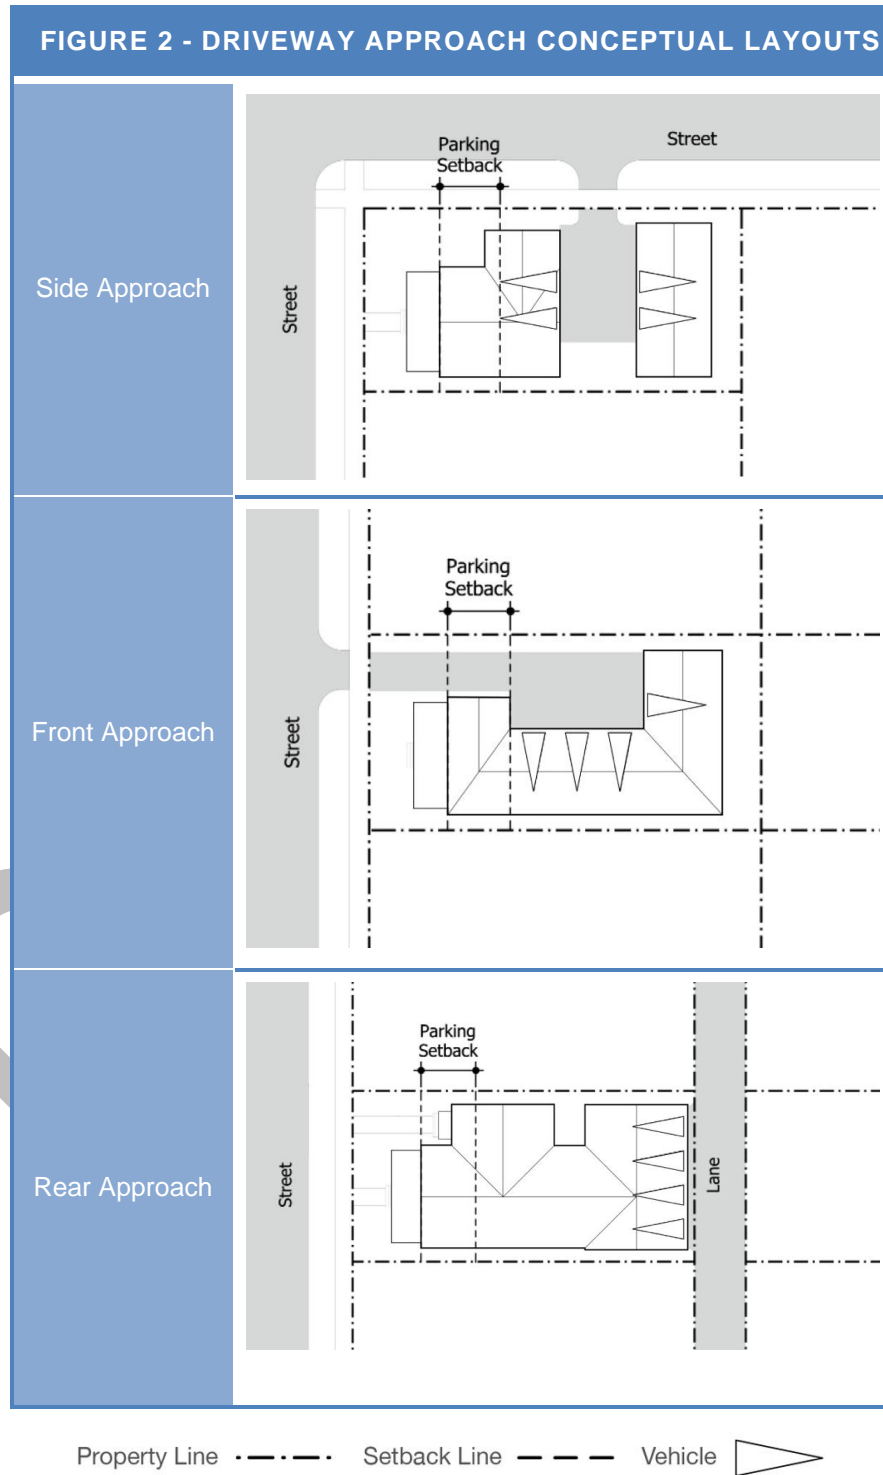 FIGURE 2 - DRIVEWAY APPROACH CONCEPTUAL LAYOUTS
Side Approach
Parking
Setback
Street
Street
Front Approach
Parking
Setback
Street
Rear Approach
Parking
Setback
Street
Lane
Property Line
Setback Line
Vehicle